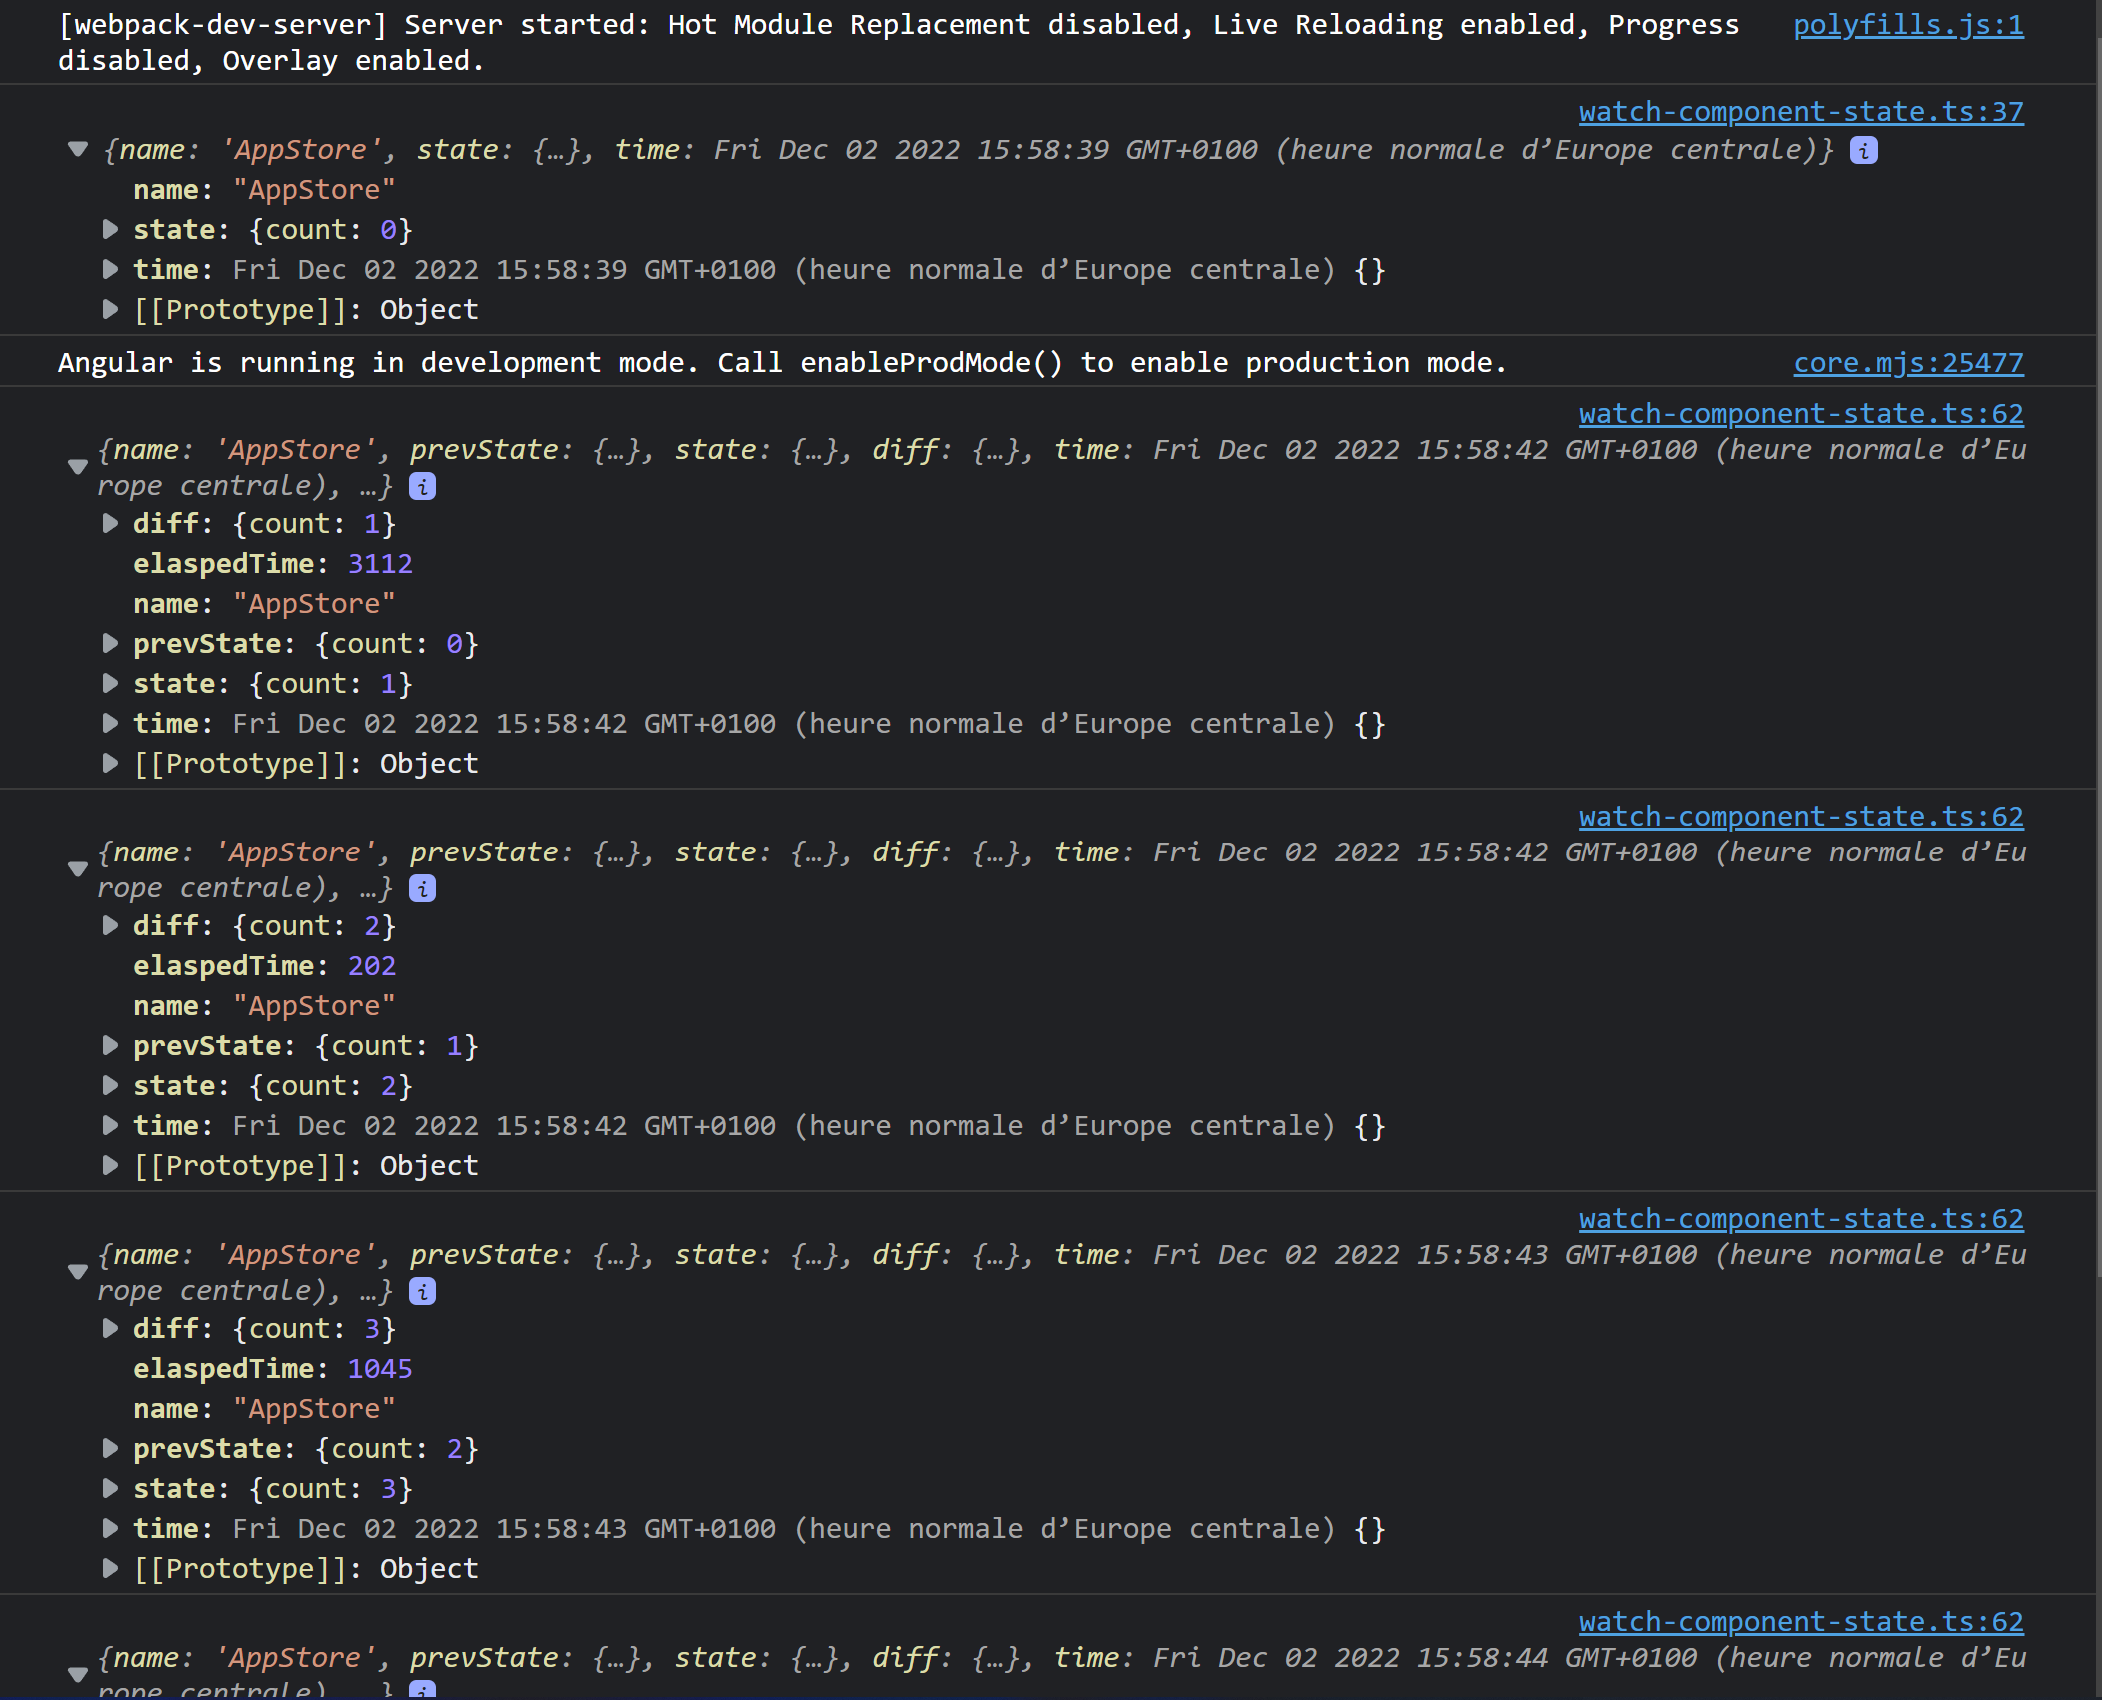 [webpack-dev-server] Server started: Hot Module Replacement disabled, Live Reloading enabled, Progress polyfills.js:1
disabled, Overlay enabled.
watch-component-state.ts:37
{name: 'AppStore', state: {…}, time: Fri Dec 02 2022 15:58:39 GMT+0100 (heure normale d’Europe centrale)} i
name: "AppStore"
state: {count: 0}
time: Fri Dec 02 2022 15:58:39 GMT+0100 (heure normale d’Europe centrale) {}
[[Prototype]]: Object
Angular is running in development mode. Call enableProdMode() to enable production mode. core.mjs:25477
watch-component-state.ts:62
{name: 'AppStore', prevState: {…}, state: {…}, diff: {…}, time: Fri Dec 02 2022 15:58:42 GMT+0100 (heure normale d’Eu
rope centrale), …} i
diff: {count: 1}
elaspedTime: 3112
name: "AppStore"
prevState: {count: 0}
state: {count: 1}
time: Fri Dec 02 2022 15:58:42 GMT+0100 (heure normale d’Europe centrale) {}
[[Prototype]]: Object
watch-component-state.ts:62
{name: 'AppStore', prevState: {…}, state: {…}, diff: {…}, time: Fri Dec 02 2022 15:58:42 GMT+0100 (heure normale d’Eu
rope centrale), …} i
diff: {count: 2}
elaspedTime: 202
name: "AppStore"
prevState: {count: 1}
state: {count: 2}
time: Fri Dec 02 2022 15:58:42 GMT+0100 (heure normale d’Europe centrale) {}
[[Prototype]]: Object
watch-component-state.ts:62
{name: 'AppStore', prevState: {…}, state: {…}, diff: {…}, time: Fri Dec 02 2022 15:58:43 GMT+0100 (heure normale d’Eu
rope centrale), …} i
diff: {count: 3}
elaspedTime: 1045
name: "AppStore"
prevState: {count: 2}
state: {count: 3}
time: Fri Dec 02 2022 15:58:43 GMT+0100 (heure normale d’Europe centrale) {}
[[Prototype]]: Object
watch-component-state.ts:62
{name: 'AppStore', prevState: {…}, state: {…}, diff: {…}, time: Fri Dec 02 2022 15:58:44 GMT+0100 (heure normale d’Eu
rope centrale), …} i